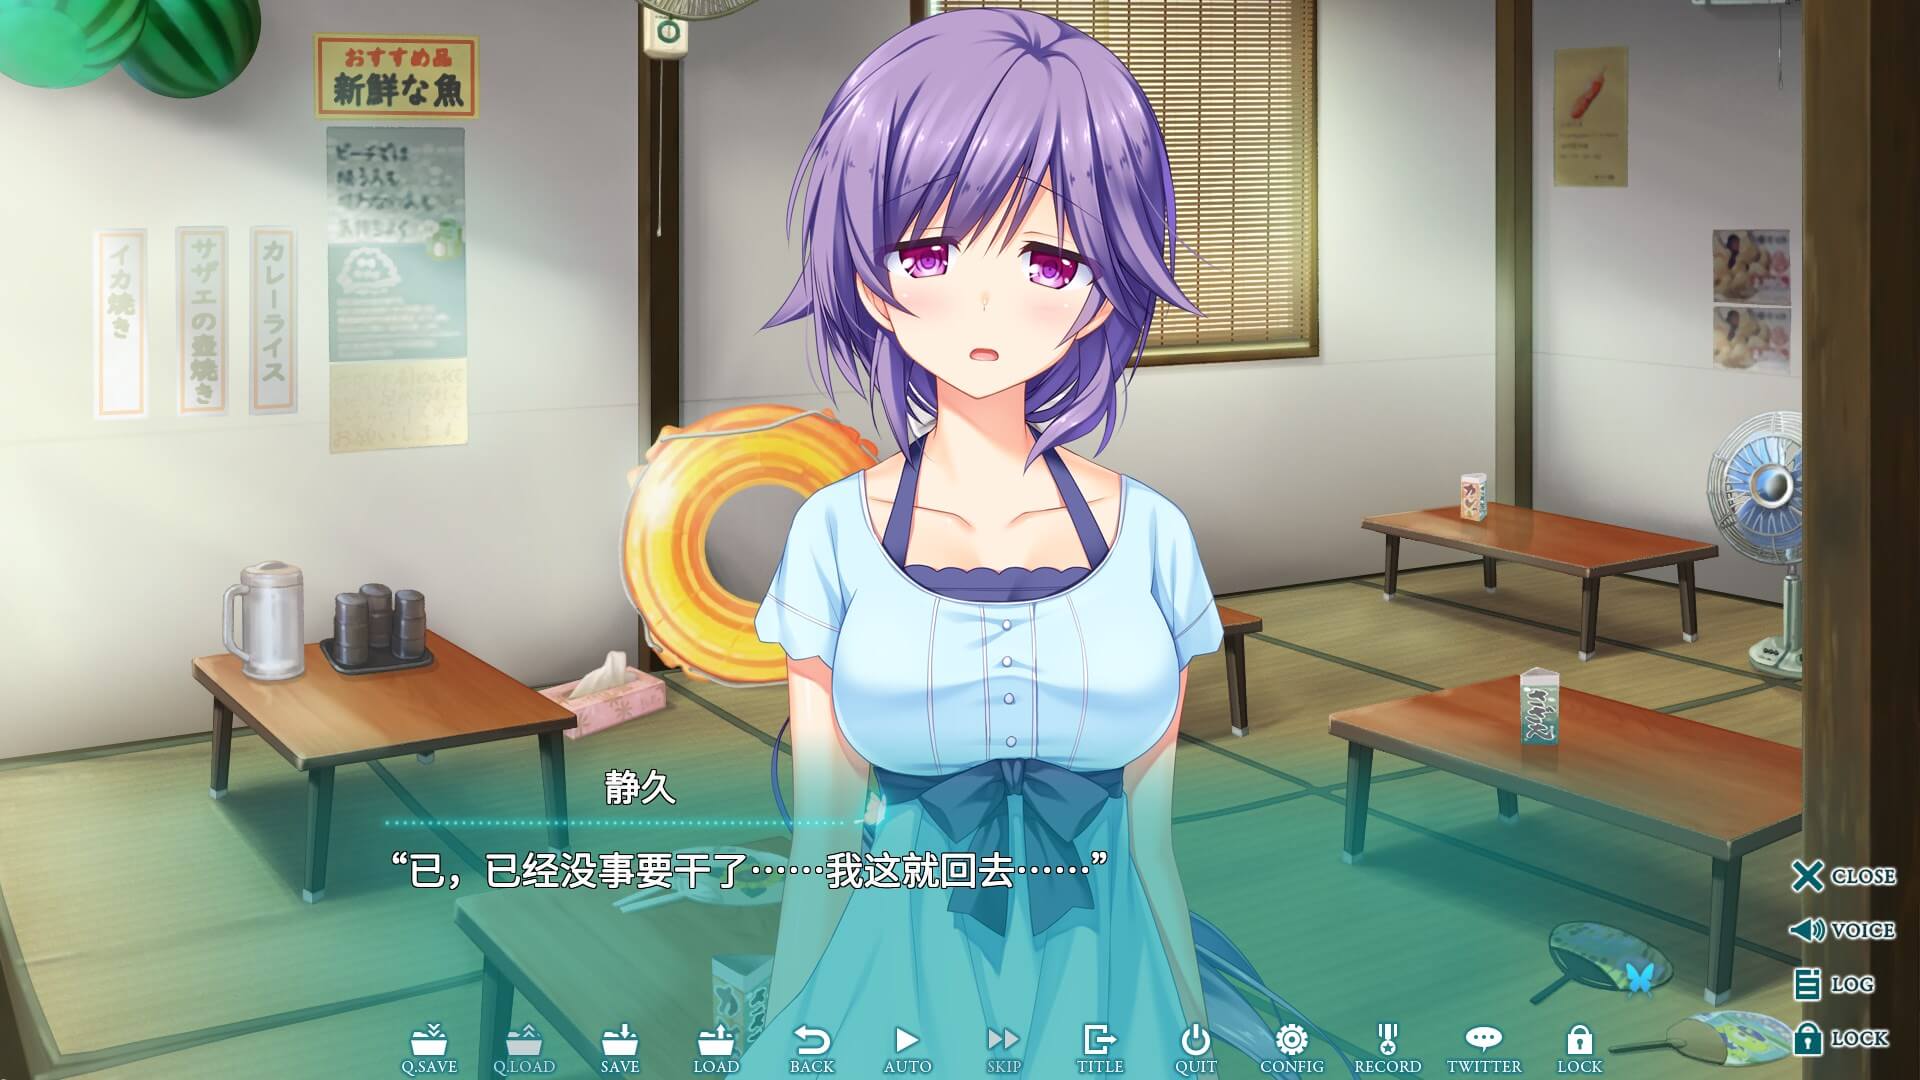 おすすめ品
新鮮な魚
イカ焼き
サザエの壺焼き
カレーライス
静久
“已，已经没事要干了……我这就回去……”
CLOSE
VOICE
LOG
LOCK
Q.SAVE
Q.LOAD
SAVE
LOAD
BACK
AUTO
SKIP
TITLE
QUIT
CONFIG
RECORD
TWITTER
LOCK